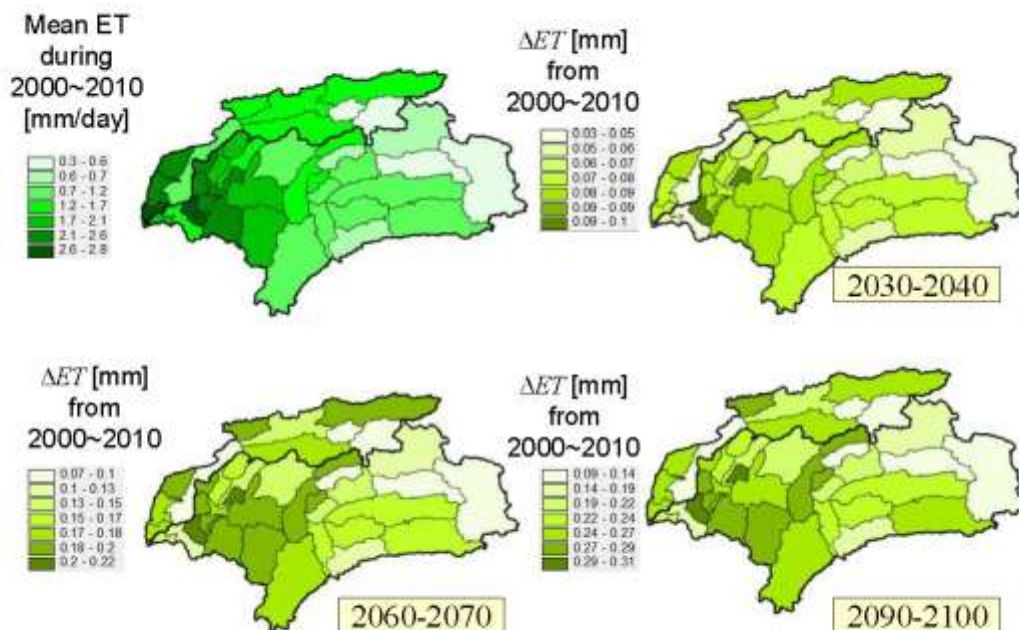 Mean ET
during
2000~2010
[mm/day]
0.3 - 0.6
0.6 - 0.7
0.7 - 1.2
1.2 - 1.7
1.7 - 2.1
2.1 - 2.6
2.6 - 2.8
ΔET [mm]
from
2000~2010
0.03 - 0.05
0.05 - 0.06
0.06 - 0.07
0.07 - 0.08
0.08 - 0.09
0.09 - 0.09
0.09 - 0.1
2030-2040
ΔET [mm]
from
2000~2010
0.07 - 0.1
0.1 - 0.13
0.13 - 0.15
0.15 - 0.17
0.17 - 0.18
0.18 - 0.2
0.2 - 0.22
2060-2070
ΔET [mm]
from
2000~2010
0.09 - 0.14
0.14 - 0.19
0.19 - 0.22
0.22 - 0.24
0.24 - 0.27
0.27 - 0.29
0.29 - 0.31
2090-2100